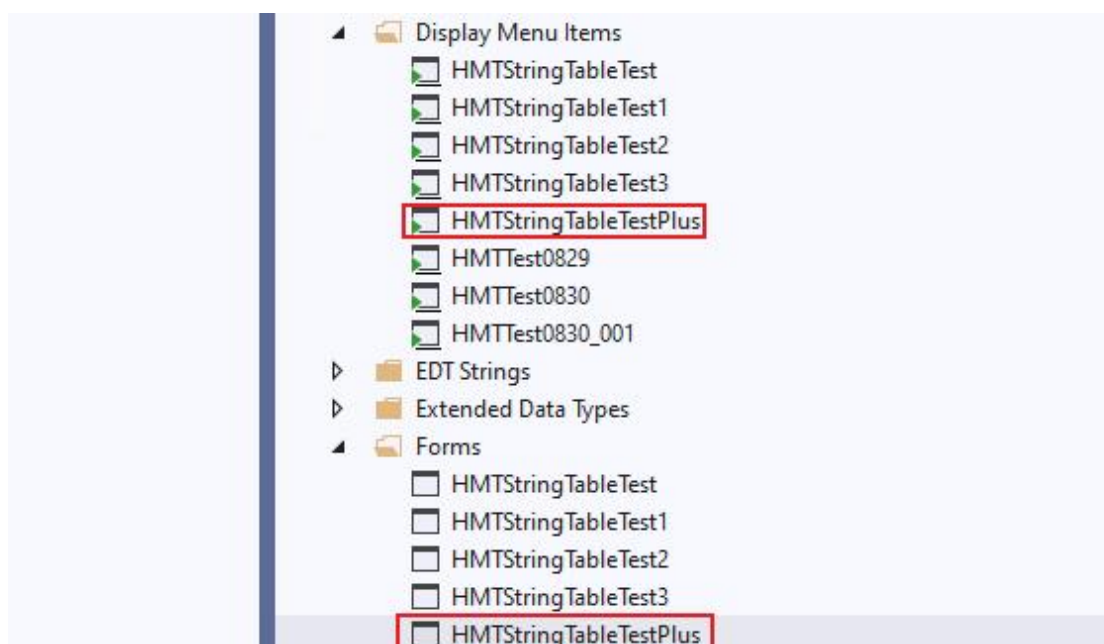 Display Menu Items
HMTStringTableTest
HMTStringTableTest1
HMTStringTableTest2
HMTStringTableTest3
HMTStringTableTestPlus
HMTTest0829
HMTTest0830
HMTTest0830_001
EDT Strings
Extended Data Types
Forms
HMTStringTableTest
HMTStringTableTest1
HMTStringTableTest2
HMTStringTableTest3
HMTStringTableTestPlus